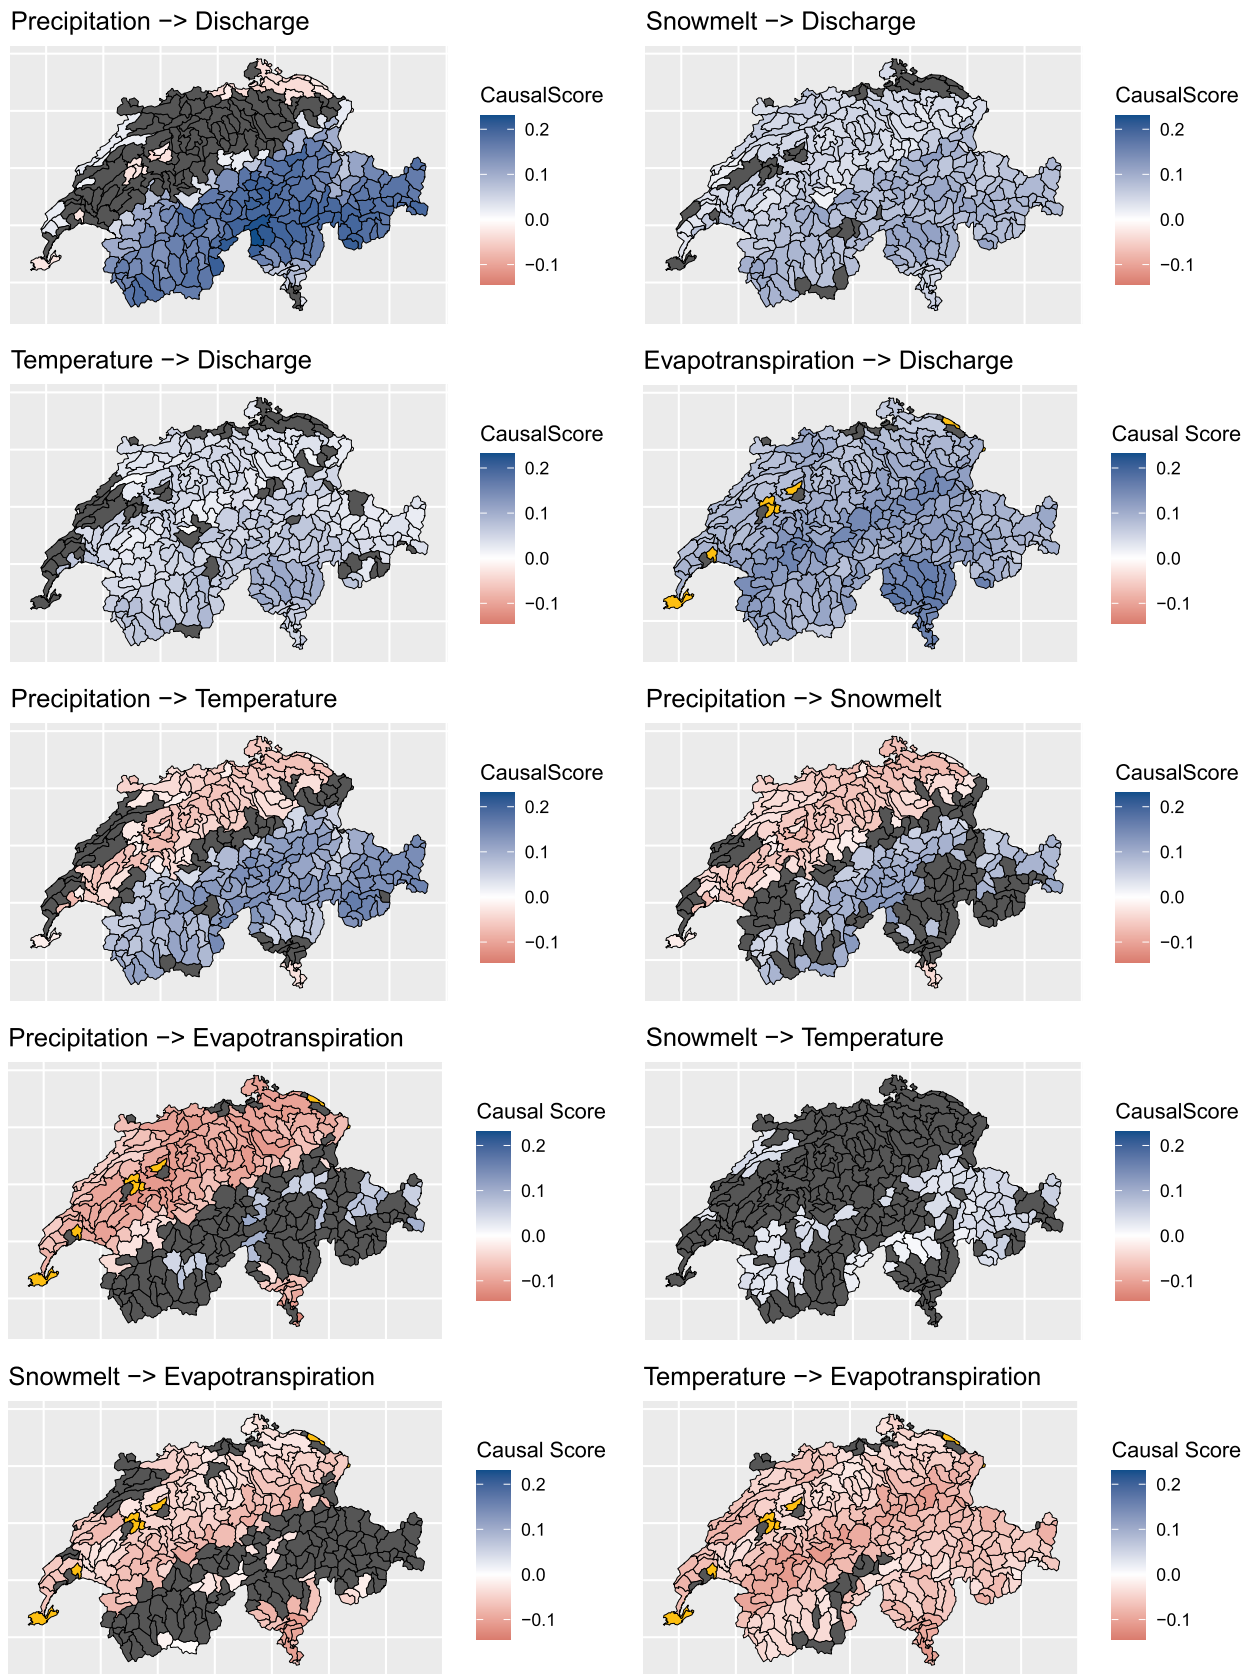 Precipitation −> Discharge
CausalScore
0.2
0.1
0.0
−0.1
Snowmelt −> Discharge
CausalScore
0.2
0.1
0.0
−0.1
Temperature −> Discharge
CausalScore
0.2
0.1
0.0
−0.1
Evapotranspiration −> Discharge
Causal Score
0.2
0.1
0.0
−0.1
Precipitation −> Temperature
CausalScore
0.2
0.1
0.0
−0.1
Precipitation −> Snowmelt
CausalScore
0.2
0.1
0.0
−0.1
Precipitation −> Evapotranspiration
Causal Score
0.2
0.1
0.0
−0.1
Snowmelt −> Temperature
CausalScore
0.2
0.1
0.0
−0.1
Snowmelt −> Evapotranspiration
Causal Score
0.2
0.1
0.0
−0.1
Temperature −> Evapotranspiration
Causal Score
0.2
0.1
0.0
−0.1